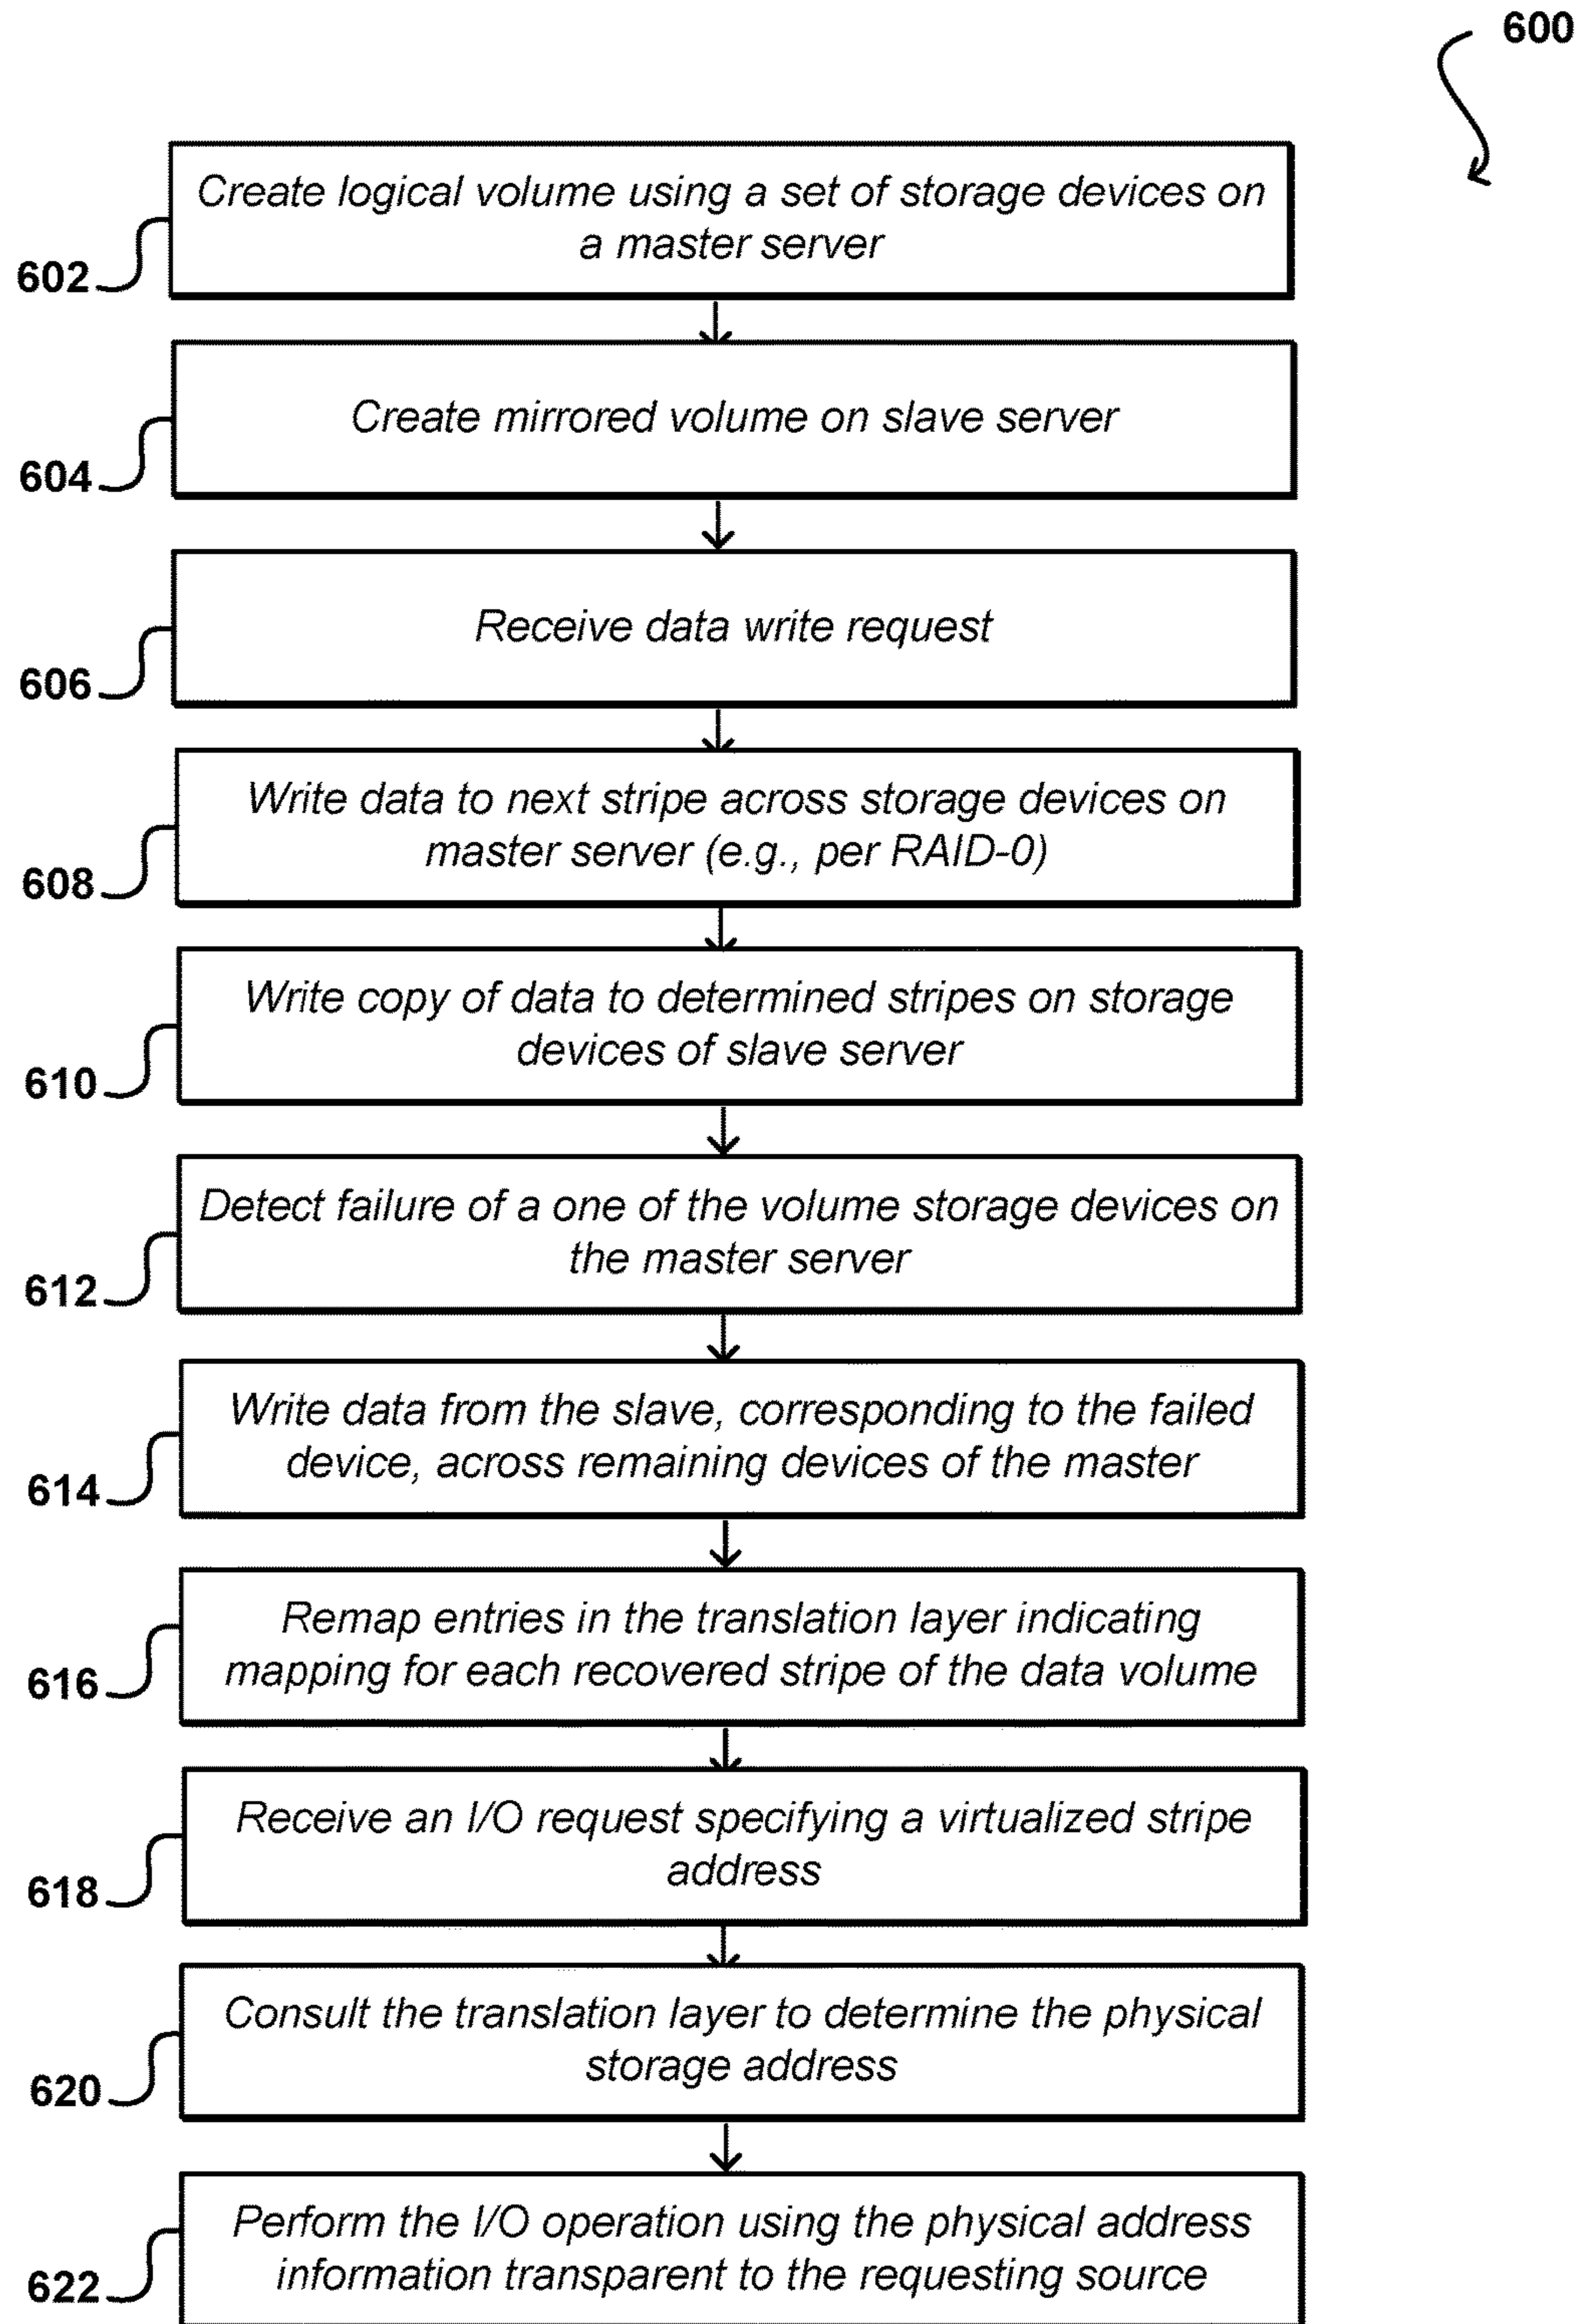 600
Create logical volume using a set of storage devices on
a master server
602
Create mirrored volume on slave server
604
Receive data write request
606
Write data to next stripe across storage devices on
master server (e.g., per RAID-0)
608
Write copy of data to determined stripes on storage
devices of slave server
610
Detect failure of a one of the volume storage devices on
the master server
612
Write data from the slave, corresponding to the failed
device, across remaining devices of the master
614
Remap entries in the translation layer indicating
mapping for each recovered stripe of the data volume
616
Receive an I/O request specifying a virtualized stripe
address
618
Consult the translation layer to determine the physical
storage address
620
Perform the I/O operation using the physical address
information transparent to the requesting source
622